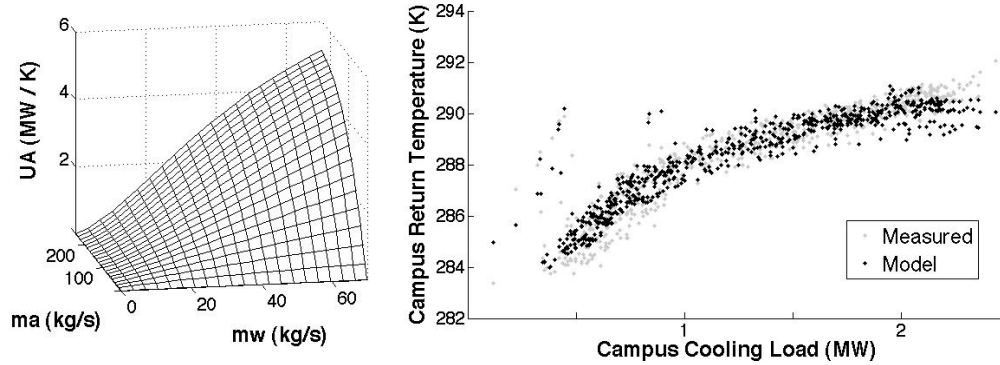 6
4
2
UA (MW / K)
200
100
ma (kg/s)
0
20
40
60
mw (kg/s)
294
292
290
288
286
284
282
Campus Return Temperature (K)
Measured
Model
1
2
Campus Cooling Load (MW)